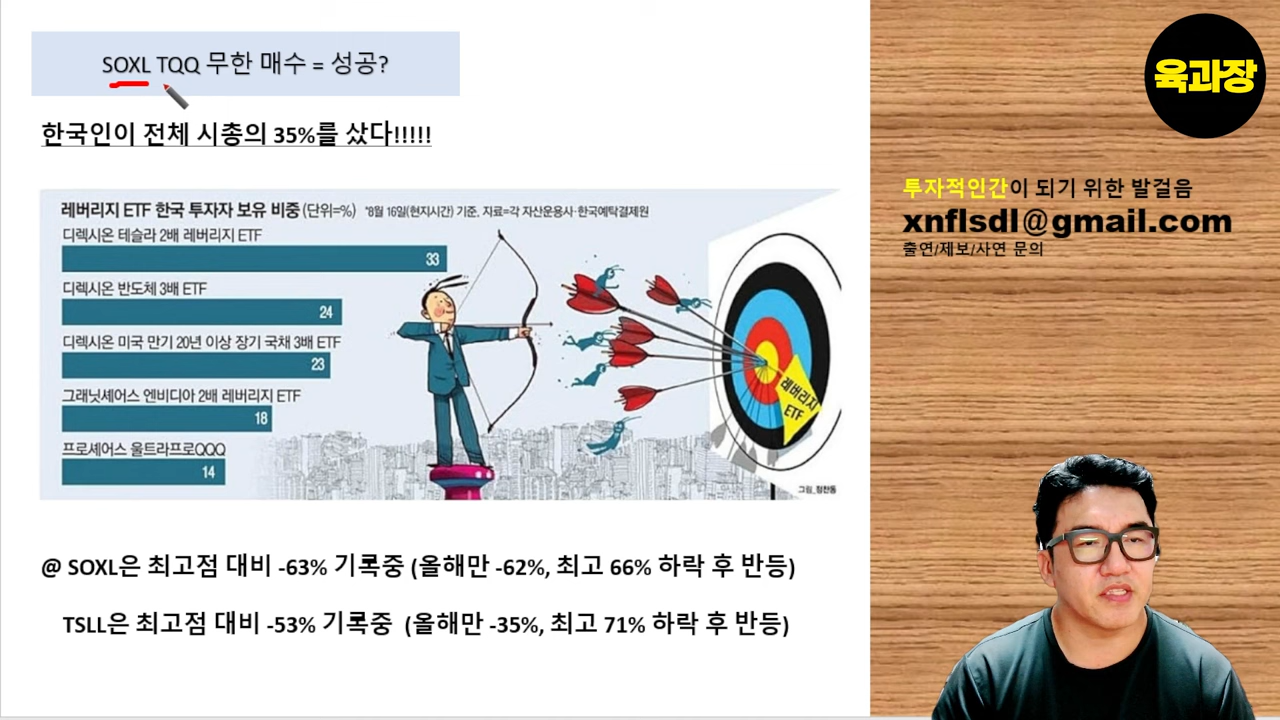 SOXL TQQ 무한 매수 = 성공?
한국인이 전체 시총의 35%를 샀다!!!!!
레버리지 ETF 한국 투자자 보유 비중 (단위=%) *8월 16일(현지시간) 기준, 자료=각 자산운용사·한국예탁결제원
디렉시온 테슬라 2배 레버리지 ETF
33
디렉시온 반도체 3배 ETF
24
디렉시온 미국 만기 20년 이상 장기 국채 3배 ETF
23
그래닛셰어스 엔비디아 2배 레버리지 ETF
18
프로셰어스 울트라프로QQQ
14
레버리지
ETF
그림_정찬동
@ SOXL은 최고점 대비 -63% 기록중 (올해만 -62%, 최고 66% 하락 후 반등)
TSLL은 최고점 대비 -53% 기록중 (올해만 -35%, 최고 71% 하락 후 반등)
육과장
투자적인간이 되기 위한 발걸음
xnflsdl@gmail.com
출연/제보/사연 문의